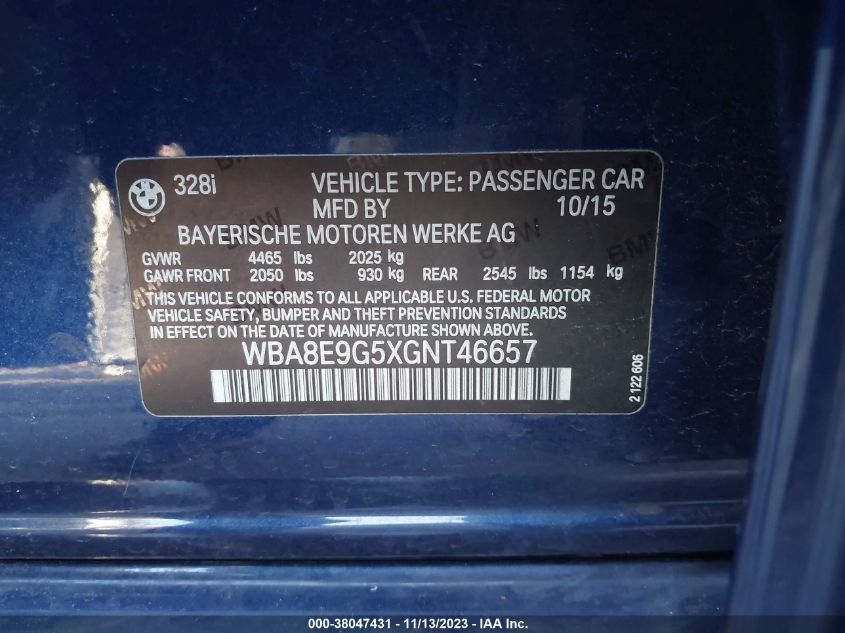 328i VEHICLE TYPE: PASSENGER CAR
MFD BY 10/15
BAYERISCHE MOTOREN WERKE AG
GVWR 4465 lbs 2025 kg
GAWR FRONT 2050 lbs 930 kg REAR 2545 lbs 1154 kg
THIS VEHICLE CONFORMS TO ALL APPLICABLE U.S. FEDERAL MOTOR
VEHICLE SAFETY, BUMPER AND THEFT PREVENTION STANDARDS
IN EFFECT ON THE DATE OF MANUFACTURE SHOWN ABOVE.
WBA8E9G5XGNT46657
2 122 606
000-38047431 - 11/13/2023 - IAAI.COM